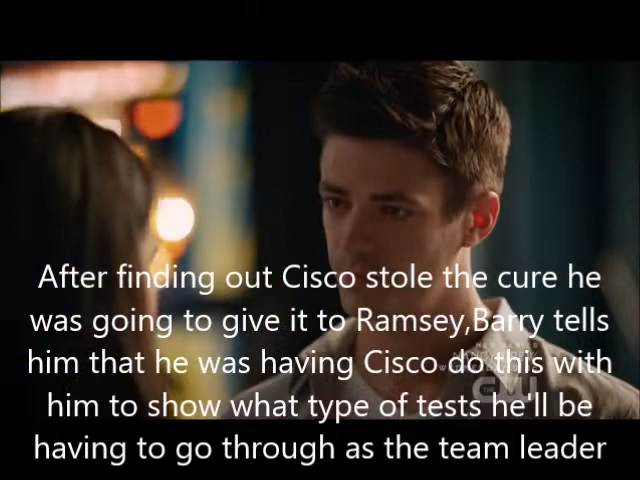 After finding out Cisco stole the cure he
was going to give it to Ramsey,Barry tells
him that he was having Cisco do this with
him to show what type of tests he'll be
having to go through as the team leader